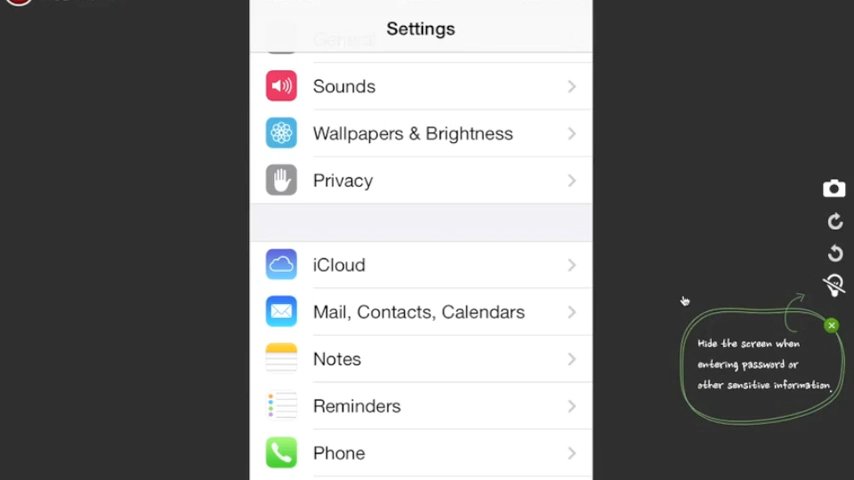 Settings
General
Sounds
Wallpapers & Brightness
Privacy
iCloud
Mail, Contacts, Calendars
Notes
Reminders
Phone
Hide the screen when
entering password or
other sensitive information.